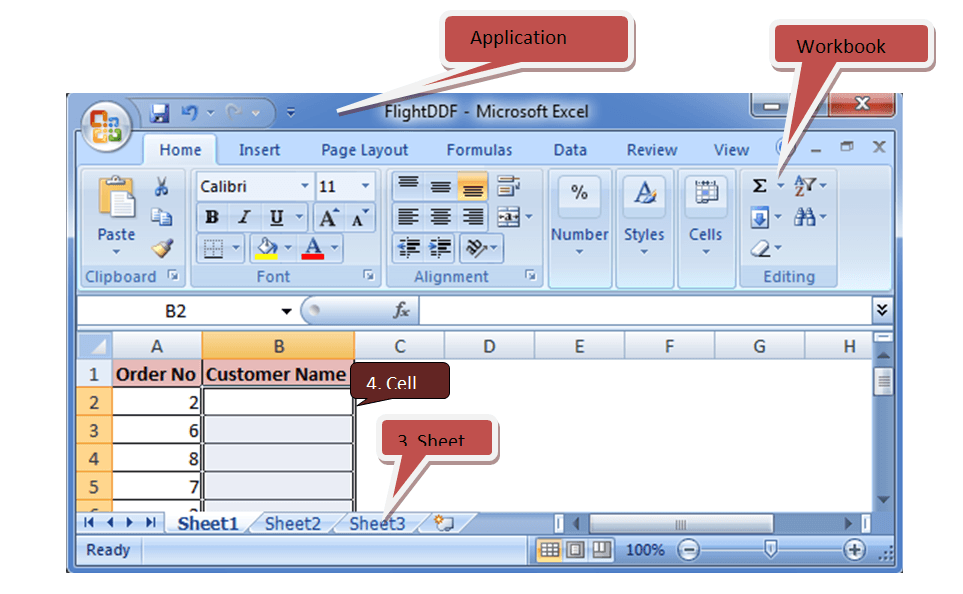 Application
Workbook
FlightDDF - Microsoft Excel
Home Insert Page Layout Formulas Data Review View
Calibri 11
Paste
B I U A A
% Number
A Styles
Cells
Σ
Clipboard Font Alignment Editing
B2 fx
A B C D E F G H
1 Order No Customer Name
4. Cell
2 2
3 6
3. Sheet
4 8
5 7
Sheet1 Sheet2 Sheet3
Ready 100%